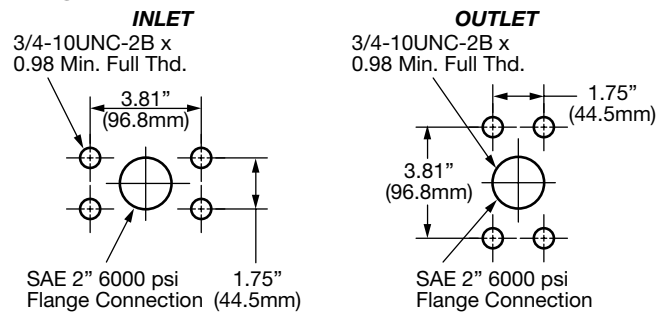 INLET
3/4-10UNC-2B x
0.98 Min. Full Thd.
3.81”
(96.8mm)
SAE 2” 6000 psi
Flange Connection
1.75”
(44.5mm)
OUTLET
3/4-10UNC-2B x
0.98 Min. Full Thd.
1.75”
(44.5mm)
3.81”
(96.8mm)
SAE 2” 6000 psi
Flange Connection